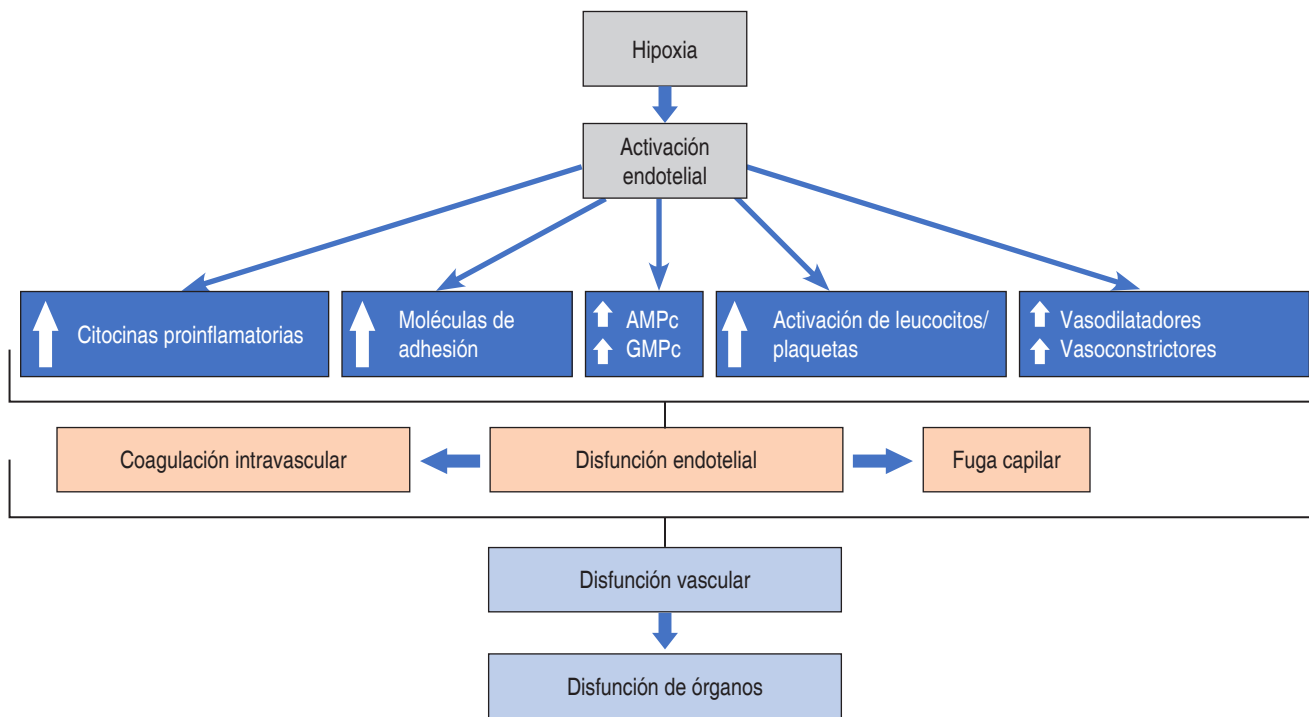 Hipoxia
Activación
endotelial
Citocinas proinflamatorias
Moléculas de
adhesión
AMPc
GMPc
Activación de leucocitos/
plaquetas
Vasodilatadores
Vasoconstrictores
Coagulación intravascular
Disfunción endotelial
Fuga capilar
Disfunción vascular
Disfunción de órganos